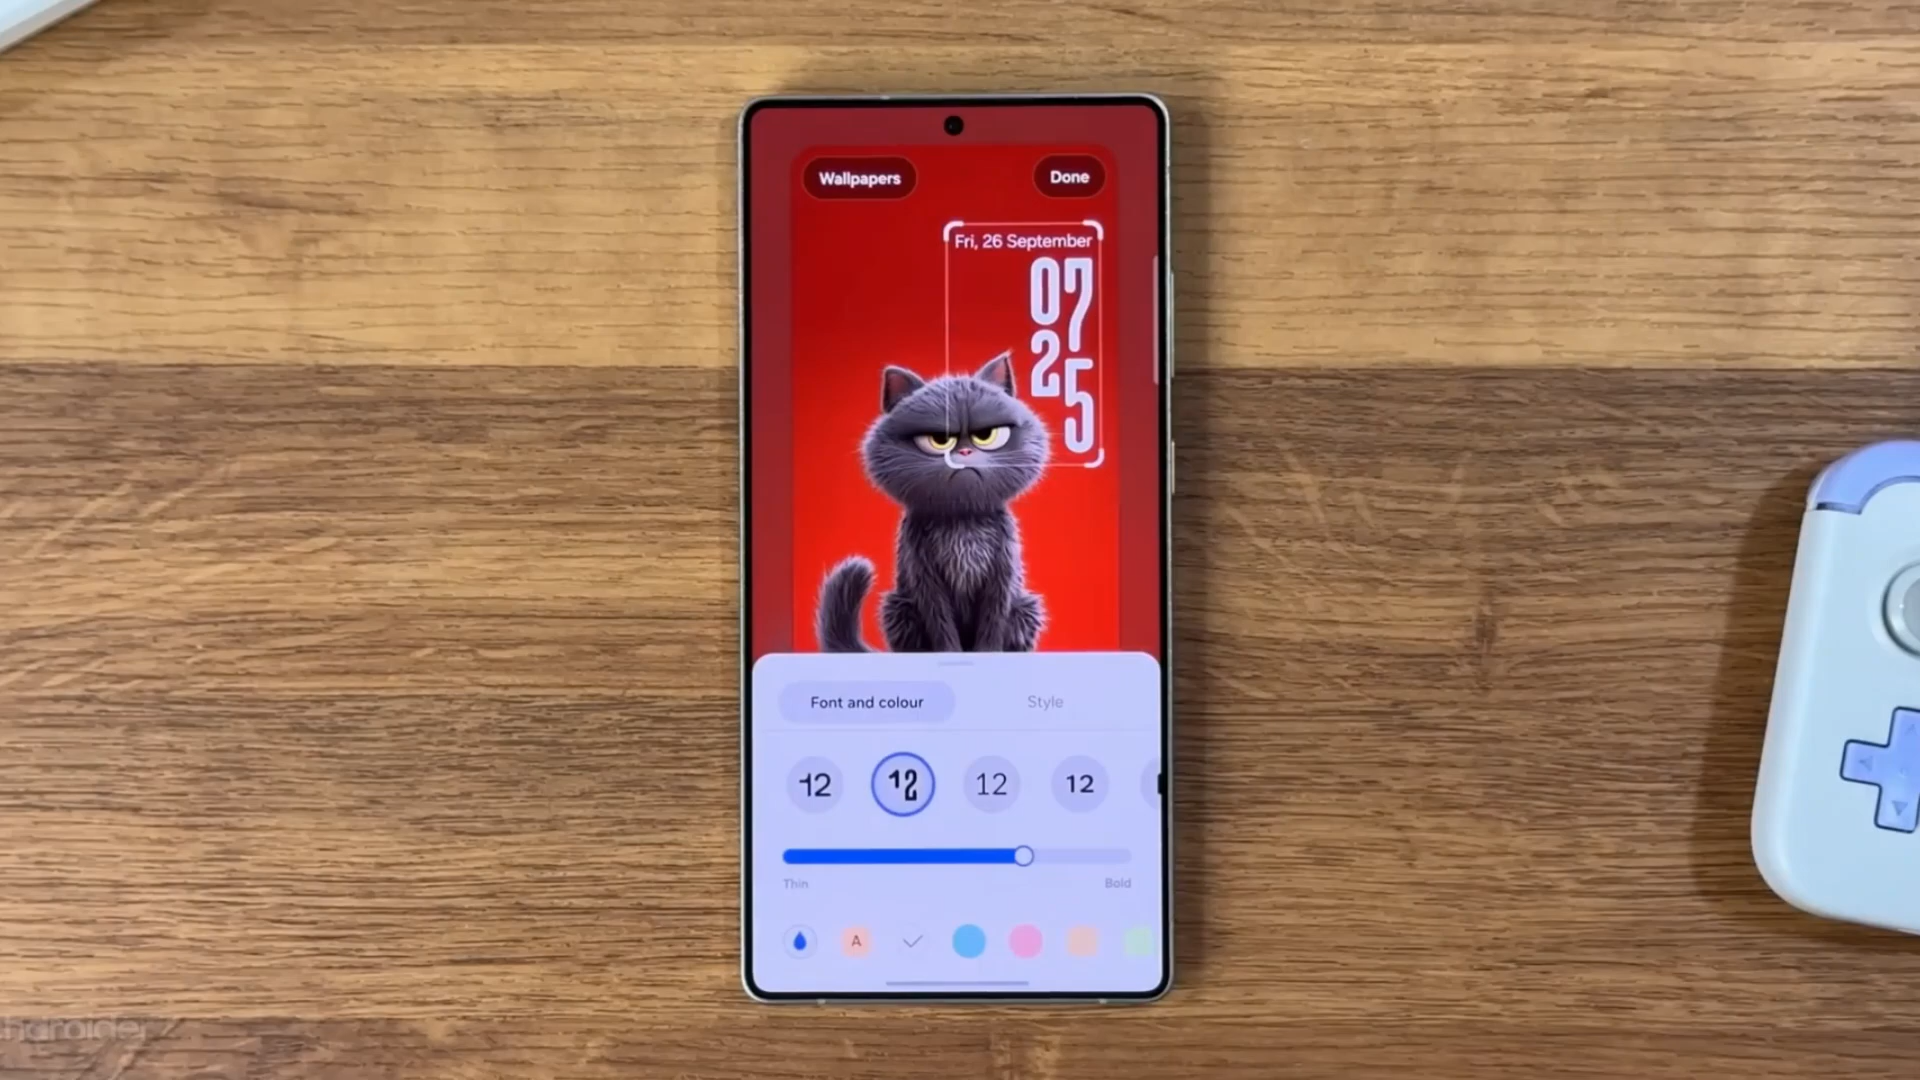 Wallpapers
Done
Fri, 26 September
07
25
Font and colour
Style
12
12
12
12
Thin
Bold
A